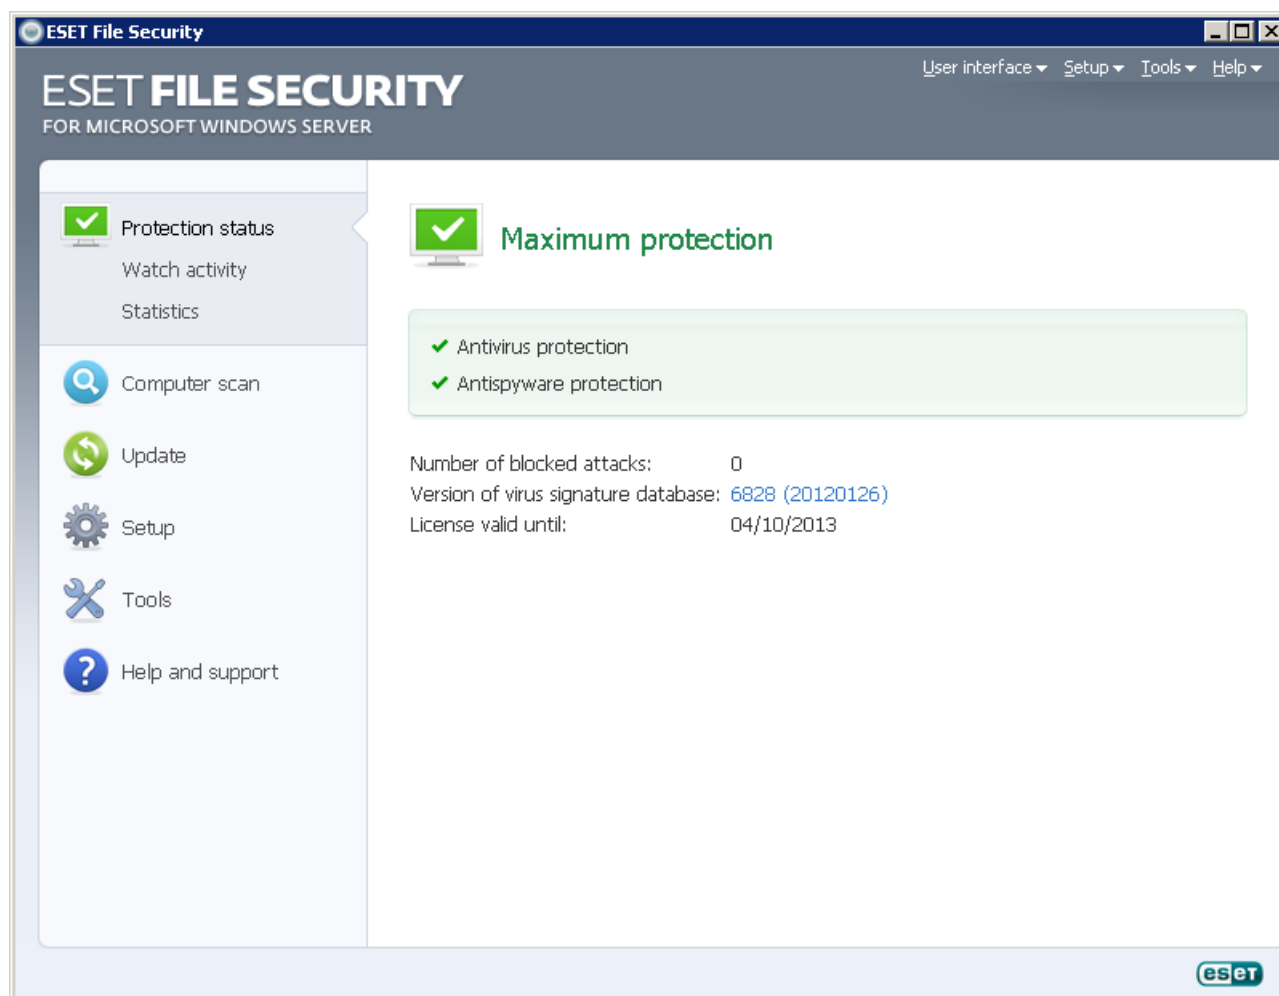 ESET File Security
User interface Setup Tools Help
ESET FILE SECURITY
FOR MICROSOFT WINDOWS SERVER
Protection status
Watch activity
Statistics
Computer scan
Update
Setup
Tools
Help and support
Maximum protection
Antivirus protection
Antispyware protection
Number of blocked attacks: 0
Version of virus signature database: 6828 (20120126)
License valid until: 04/10/2013
eset